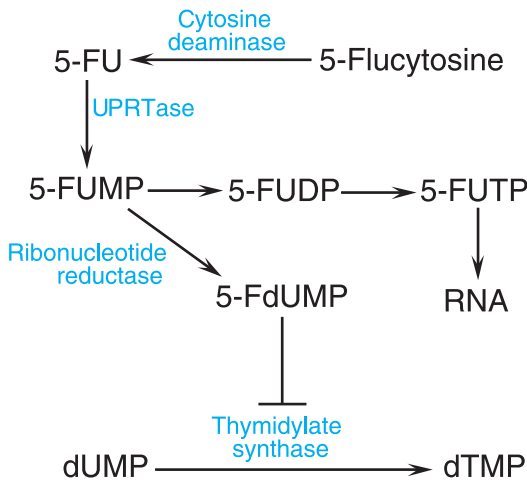 Cytosine
deaminase
5-FU
5-Flucytosine
UPRTase
5-FUMP
5-FUDP
5-FUTP
Ribonucleotide
reductase
5-FdUMP
RNA
Thymidylate
synthase
dUMP
dTMP